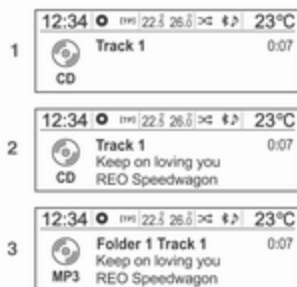 1
12:34 22.5 26.0 23°C
Track 1 0:07
CD
2
12:34 22.5 26.0 23°C
Track 1 0:07
Keep on loving you
CD REO Speedwagon
3
12:34 22.5 26.0 23°C
Folder 1 Track 1 0:07
Keep on loving you
MP3 REO Speedwagon